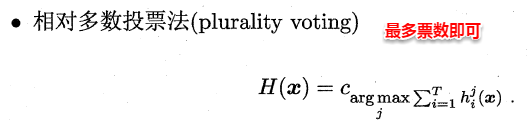 • 相对多数投票法(plurality voting) 最多票数即可
H(x) = c_{arg max_j ∑_{i=1}^{T} h_i^j(x)} .